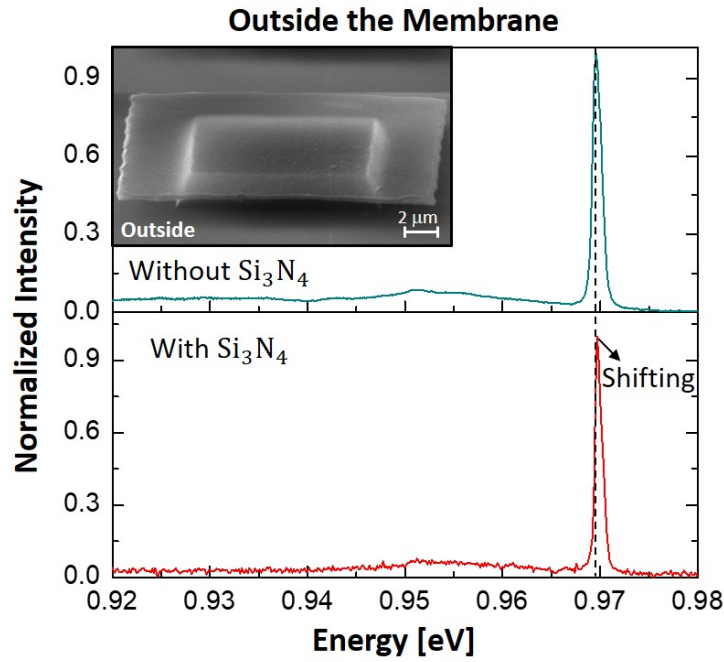 Outside the Membrane
Normalized Intensity
0.9
0.6
0.3
0.0
Outside
2 μm
Without Si₃N₄
0.9
0.6
0.3
0.0
With Si₃N₄
Shifting
0.92 0.93 0.94 0.95 0.96 0.97 0.98
Energy [eV]